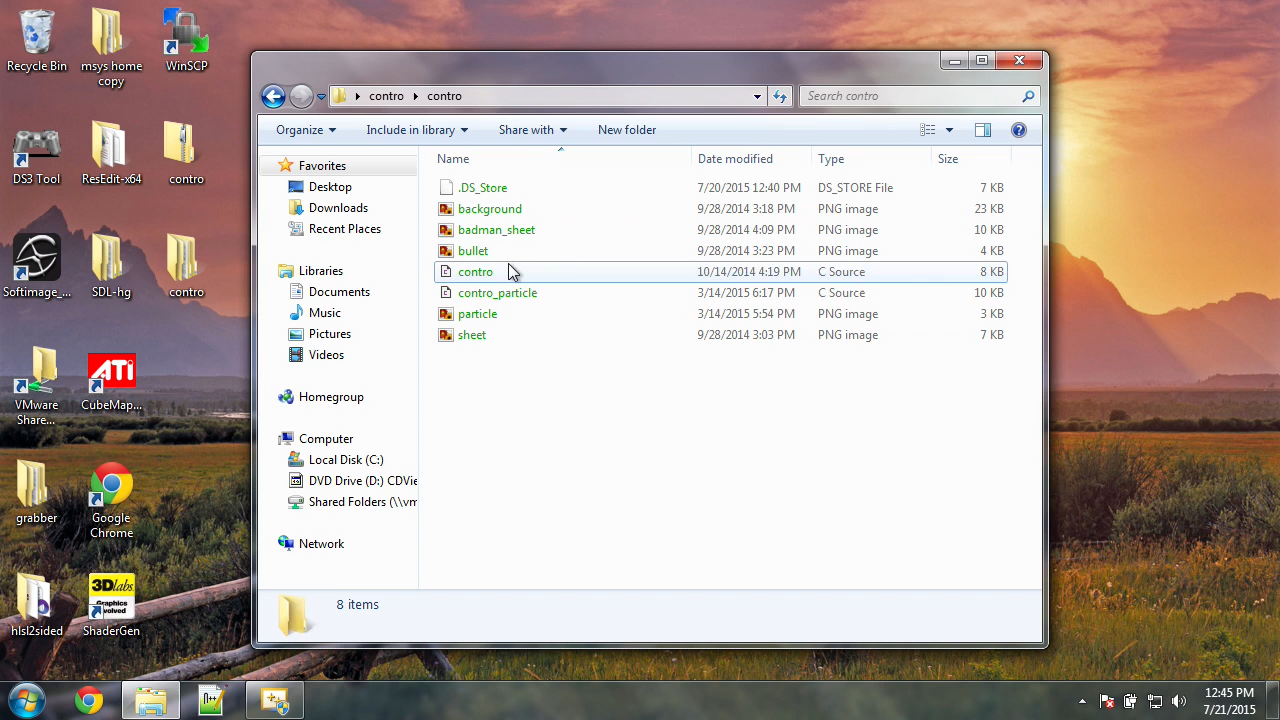 Recycle Bin
msys home
copy
WinSCP
DS3 Tool
ResEdit-x64
contro
Softimage_...
SDL-hg
contro
VMware
Share...
ATI
CubeMap...
grabber
Google
Chrome
3Dlabs
Graphics
hlsl2sided
ShaderGen
contro
contro
Search contro
Organize
Include in library
Share with
New folder
Favorites
Desktop
Downloads
Recent Places
Libraries
Documents
Music
Pictures
Videos
Homegroup
Computer
Local Disk (C:)
DVD Drive (D:) CDVie
Shared Folders (\\vm
Network
Name Date modified Type Size
.DS_Store 7/20/2015 12:40 PM DS_STORE File 7 KB
background 9/28/2014 3:18 PM PNG image 23 KB
badman_sheet 9/28/2014 4:09 PM PNG image 10 KB
bullet 9/28/2014 3:23 PM PNG image 4 KB
contro 10/14/2014 4:19 PM C Source 8 KB
contro_particle 3/14/2015 6:17 PM C Source 10 KB
particle 3/14/2015 5:54 PM PNG image 3 KB
sheet 9/28/2014 3:03 PM PNG image 7 KB
8 items
12:45 PM
7/21/2015